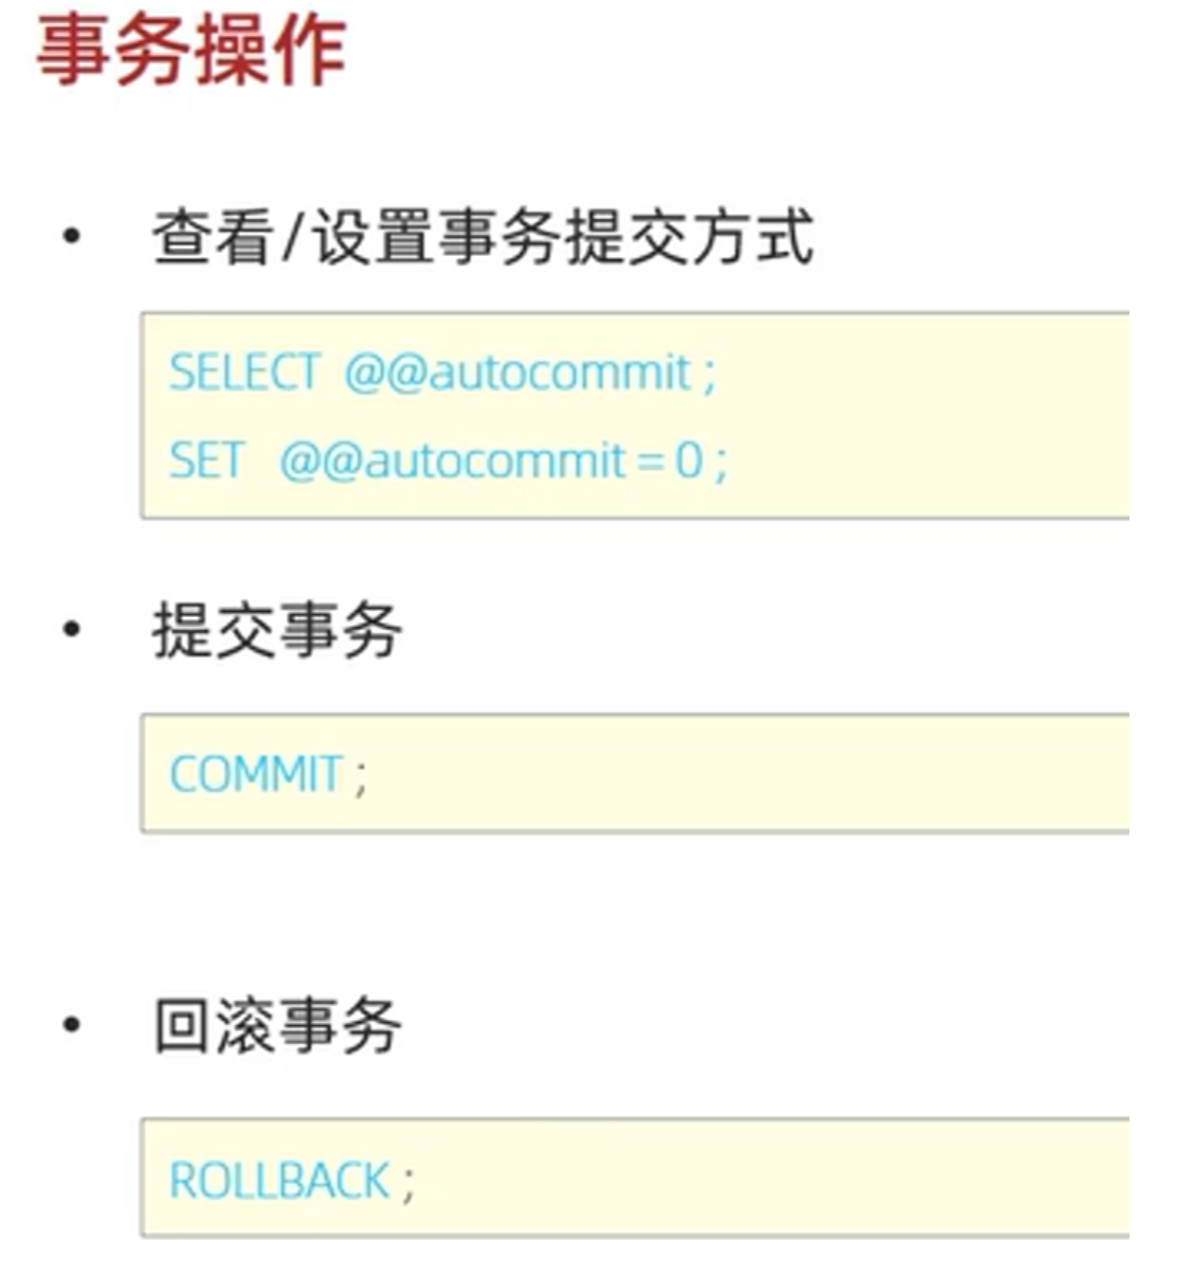 事务操作
• 查看/设置事务提交方式
SELECT @@autocommit ;
SET @@autocommit = 0 ;
• 提交事务
COMMIT ;
• 回滚事务
ROLLBACK ;